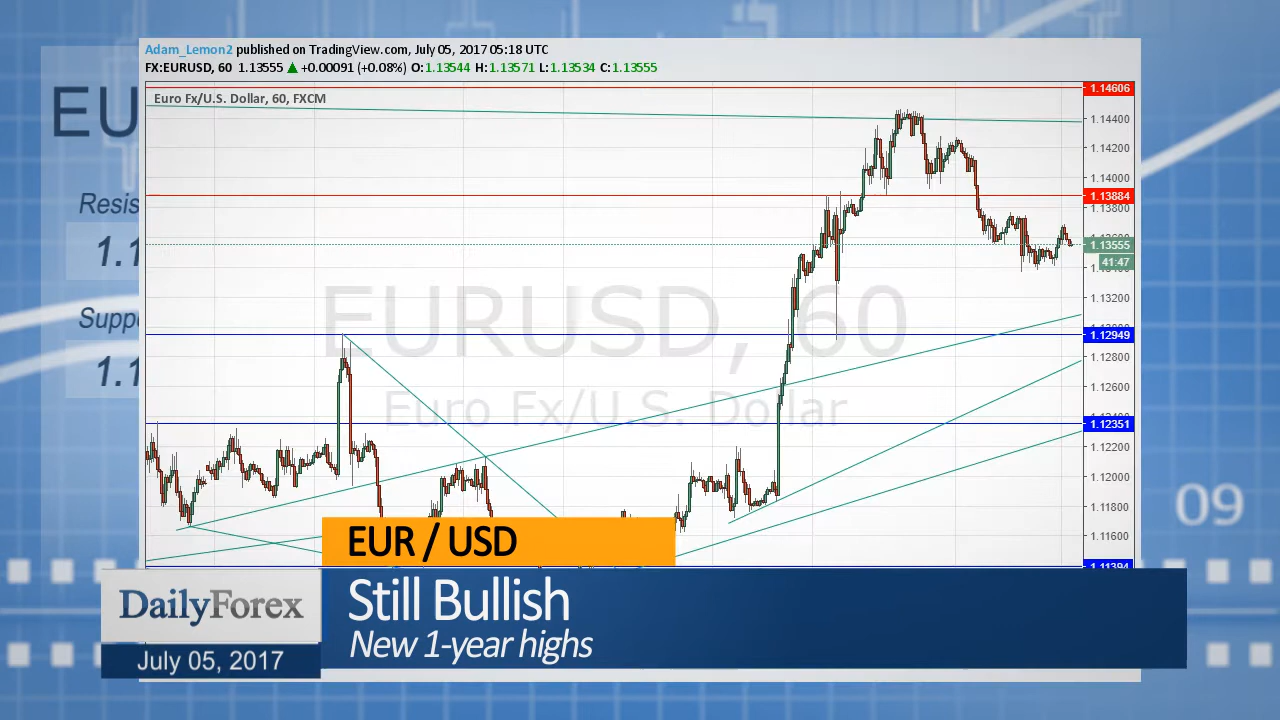 Adam_Lemon2 published on TradingView.com, July 05, 2017 05:18 UTC
FX:EURUSD, 60 1.13555 ▲ +0.00091 (+0.08%) O:1.13544 H:1.13571 L:1.13534 C:1.13555
Euro Fx/U.S. Dollar, 60, FXCM
1.14606
1.14400
1.14200
1.14000
1.13884
1.13800
1.13555
41:47
1.13200
1.12949
1.12800
1.12600
1.12351
1.12200
1.12000
1.11800
1.11600
1.11394
EURUSD, 60
Euro Fx/U.S. Dollar
EU
Resis
1.1
Suppo
1.1
09
EUR / USD
Still Bullish
New 1-year highs
DailyForex
July 05, 2017